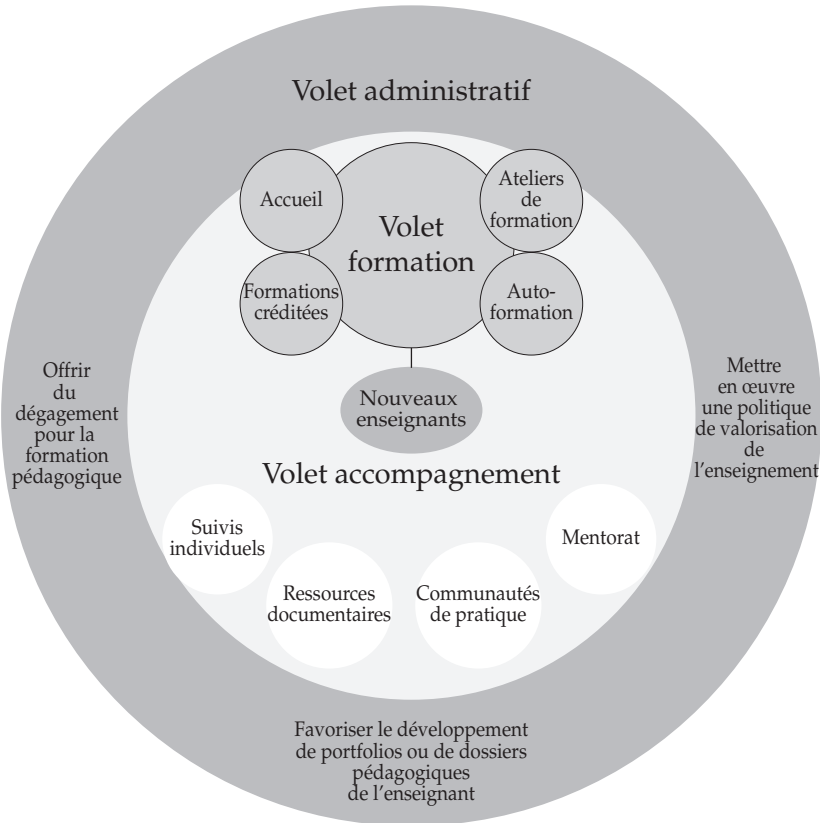 Volet administratif
Accueil
Ateliers
de
formation
Volet
formation
Formations
créditées
Auto-
formation
Offrir
du
dégagement
pour la
formation
pédagogique
Nouveaux
enseignants
Mettre
en œuvre
une politique
de valorisation
de
l’enseignement
Volet accompagnement
Suivis
individuels
Ressources
documentaires
Communautés
de pratique
Mentorat
Favoriser le développement
de portfolios ou de dossiers
pédagogiques
de l’enseignant